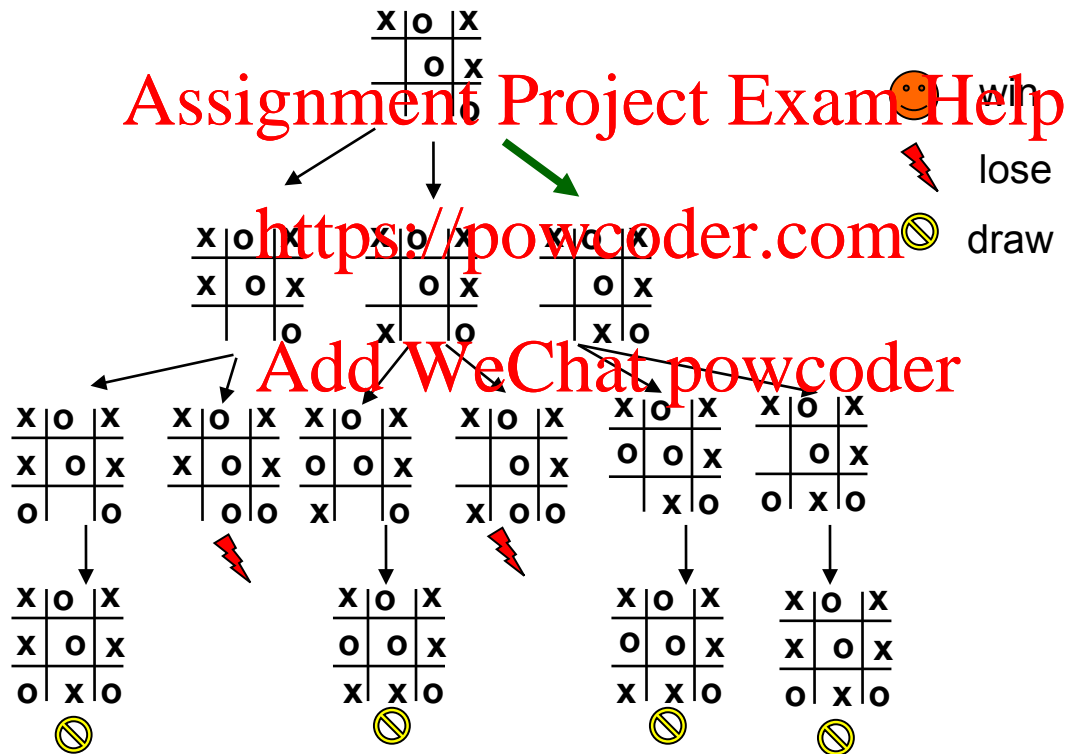 x o x
o x
o
Assignment Project Exam Help
win
lose
draw
https://powcoder.com
x o x x o x x o x
x o x o x o x
o x o x o
Add WeChat powcoder
x o x x o x x o x x o x x o x x o x
x o x x o x o o x o x o o x o x
o o o o x o x o o x o o x o
x o x x o x x o x x o x
x o x o o x o o x x o x
o x o x x o x x o o x o